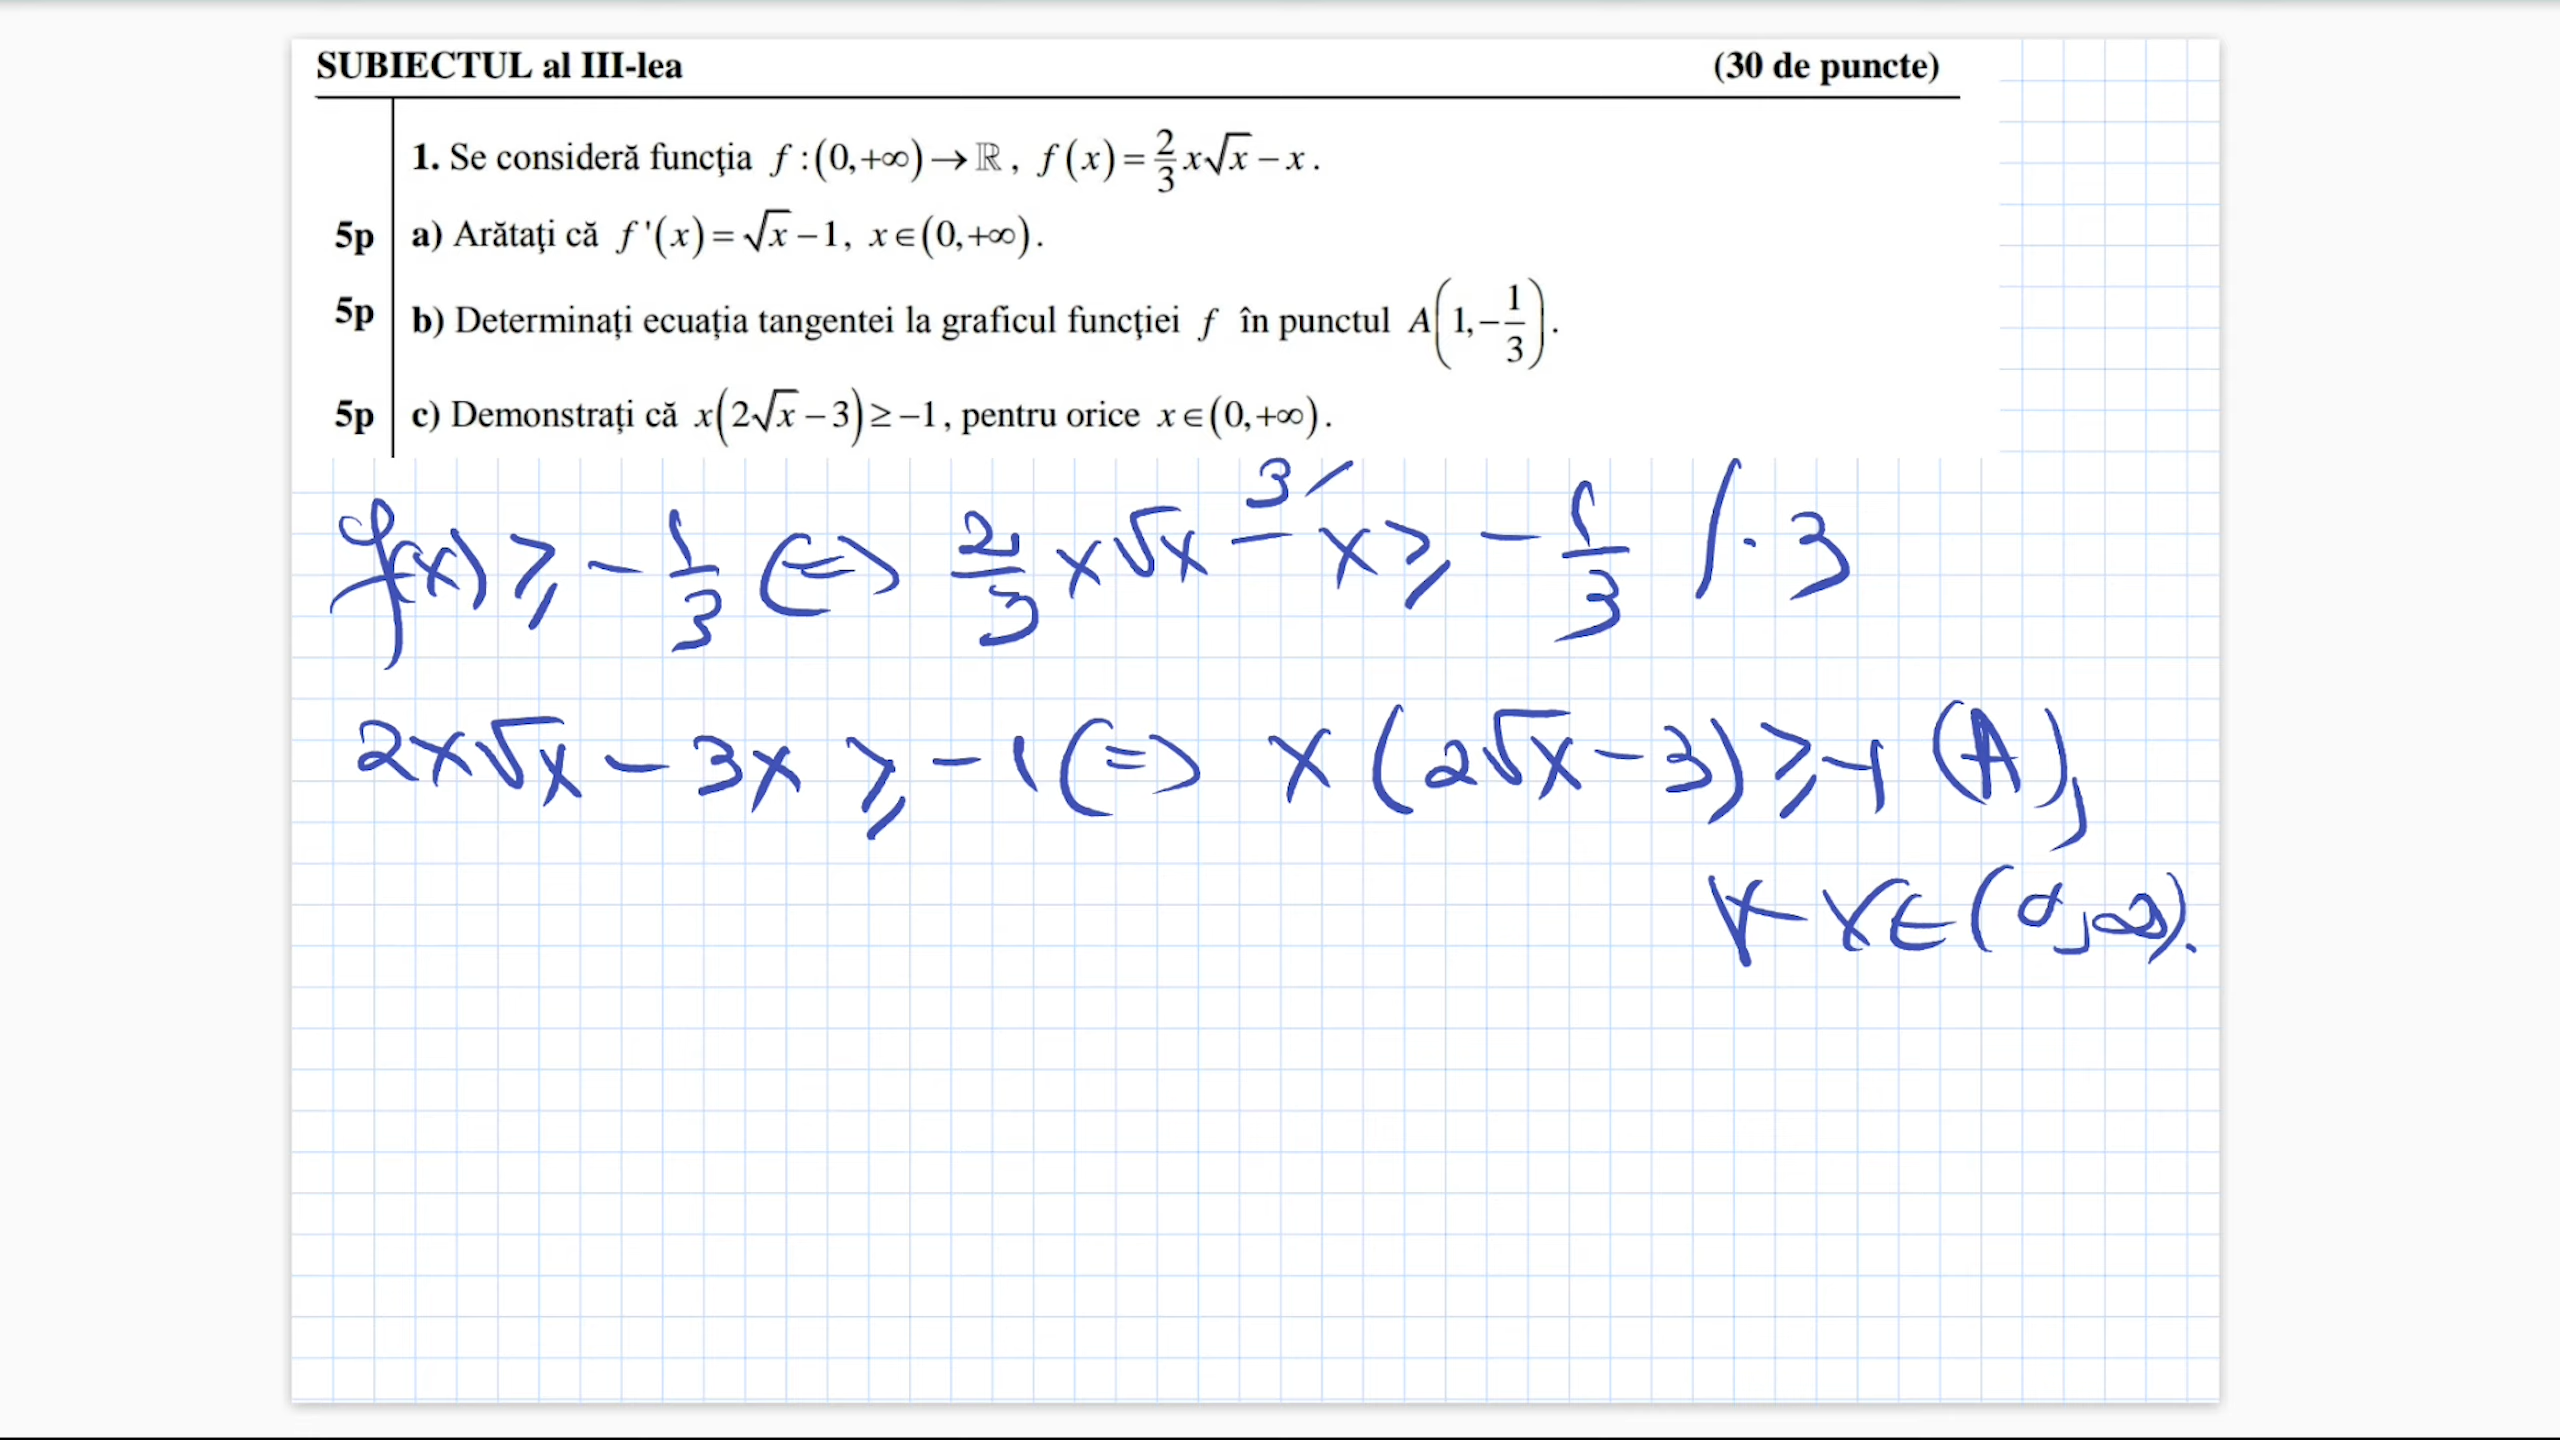 SUBIECTUL al III-lea (30 de puncte)
1. Se consideră funcția f : (0,+∞) → ℝ, f(x) = 2/3 x√x − x.
5p a) Arătaţi că f '(x) = √x − 1, x ∈ (0,+∞).
5p b) Determinați ecuația tangentei la graficul funcției f în punctul A(1, −1/3).
5p c) Demonstrați că x(2√x − 3) ≥ −1, pentru orice x ∈ (0,+∞).
f(x) ≥ − 1/3 (=) 2/3 x √x − 3/ x ≥ − 1/3 / · 3
2x√x − 3x ≥ − 1 (=) x (2√x − 3) ≥ −1 (A),
∀ x ∈ (0, ∞).